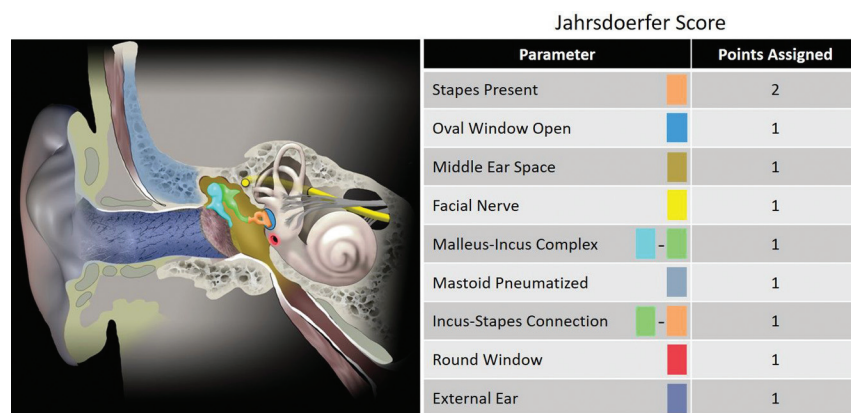 Jahrsdoerfer Score
Parameter Points Assigned
Stapes Present 2
Oval Window Open 1
Middle Ear Space 1
Facial Nerve 1
Malleus-Incus Complex - 1
Mastoid Pneumatized 1
Incus-Stapes Connection - 1
Round Window 1
External Ear 1